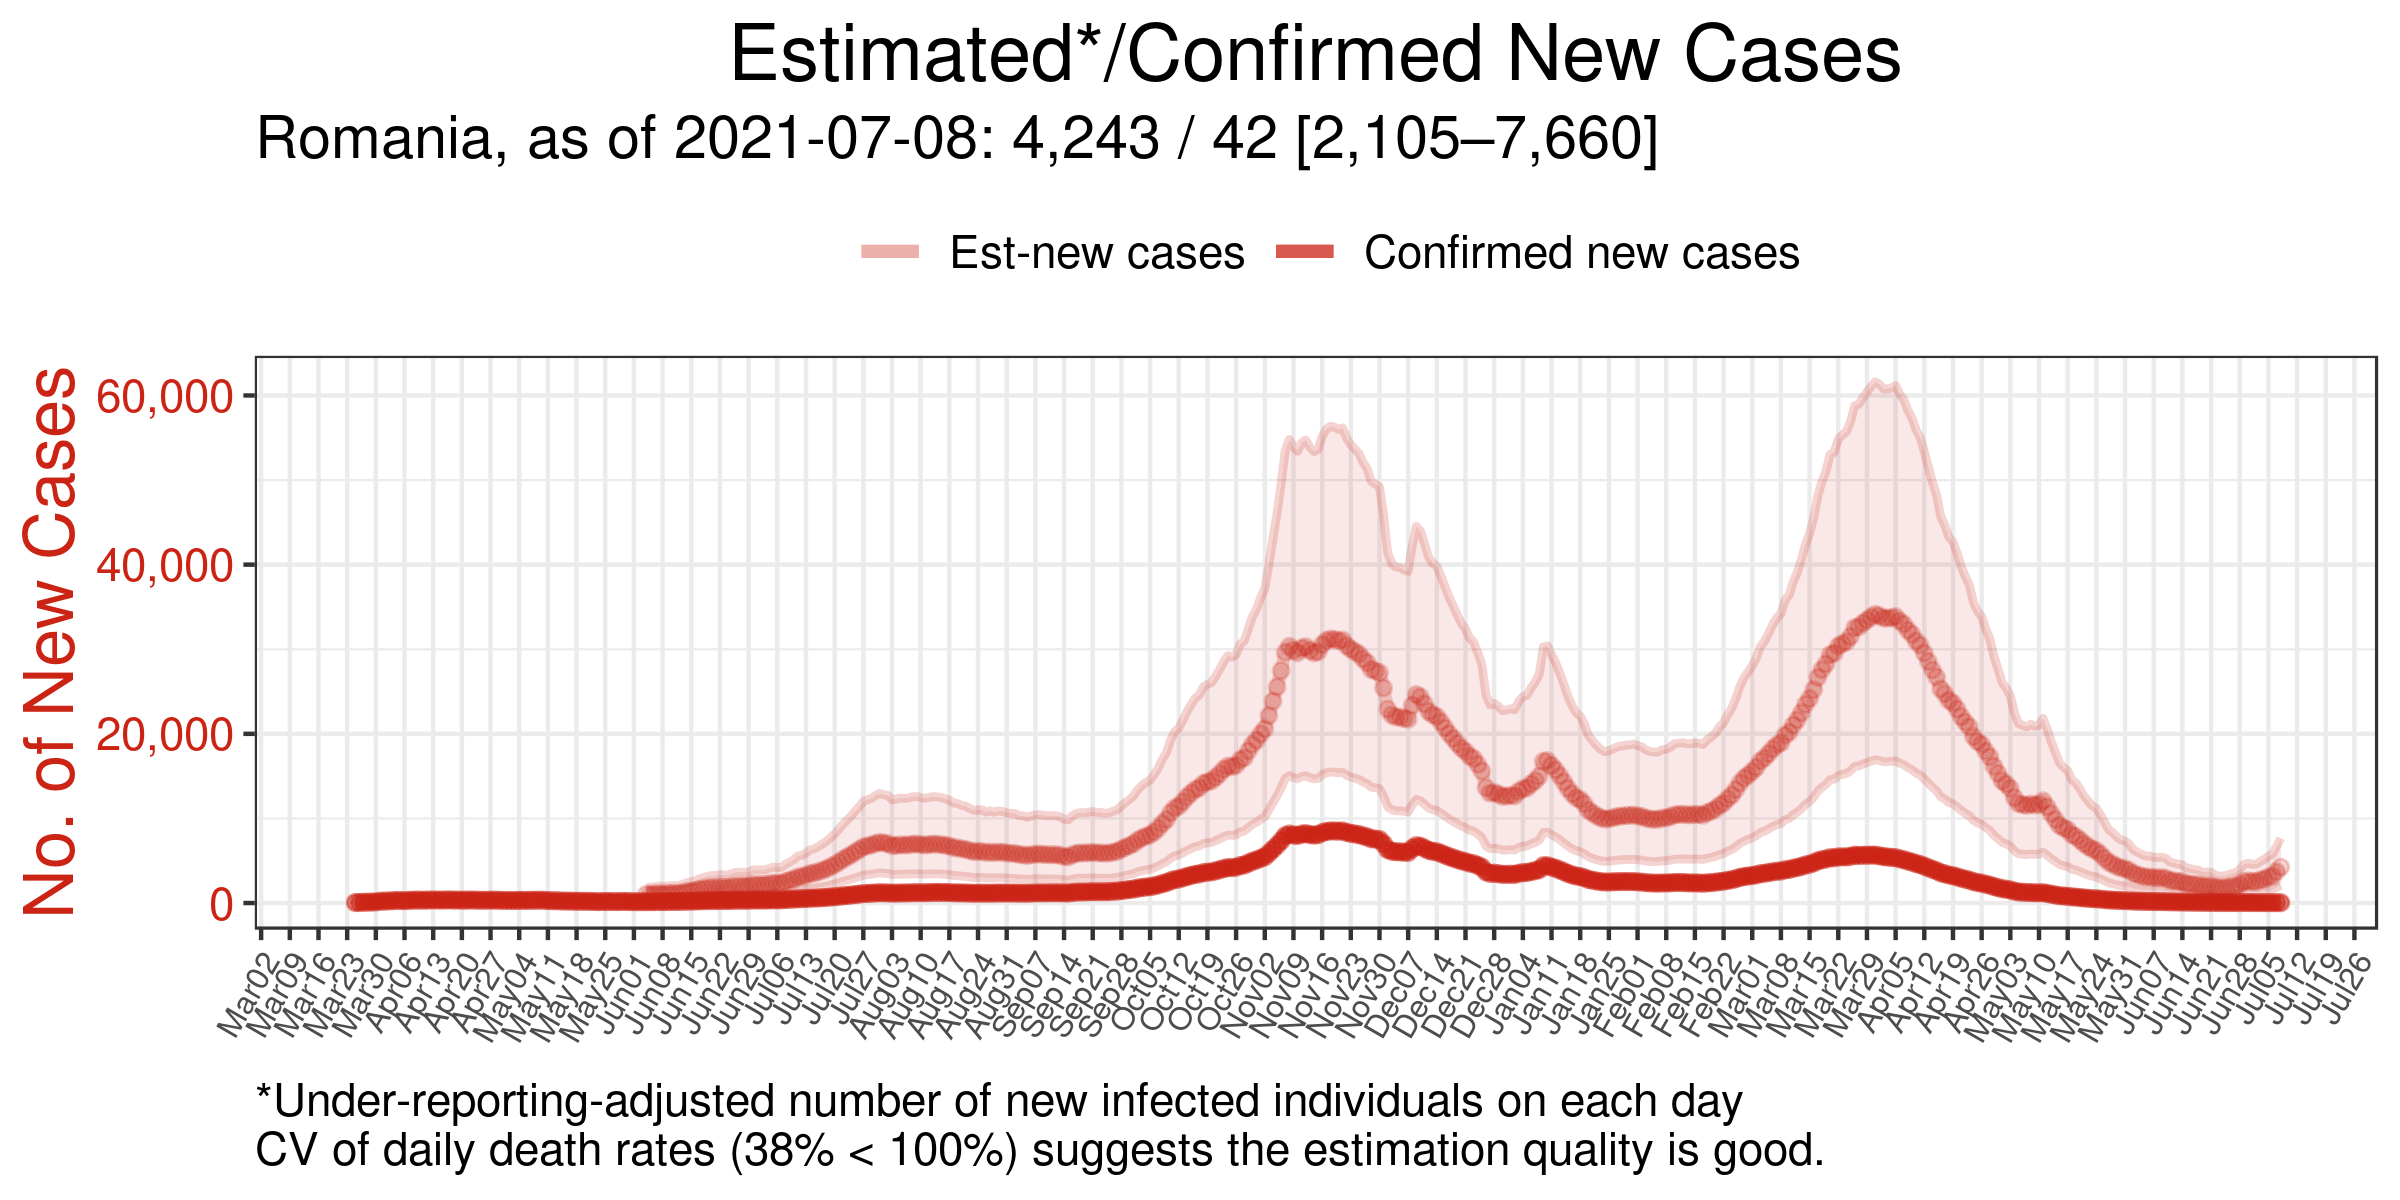 Estimated*/Confirmed New Cases
Romania, as of 2021-07-08: 4,243 / 42 [2,105–7,660]
Est-new cases
Confirmed new cases
No. of New Cases
60,000
40,000
20,000
0
Mar02
Mar09
Mar16
Mar23
Mar30
Apr06
Apr13
Apr20
Apr27
May04
May11
May18
May25
Jun01
Jun08
Jun15
Jun22
Jun29
Jul06
Jul13
Jul20
Jul27
Aug03
Aug10
Aug17
Aug24
Aug31
Sep07
Sep14
Sep21
Sep28
Oct05
Oct12
Oct19
Oct26
Nov02
Nov09
Nov16
Nov23
Nov30
Dec07
Dec14
Dec21
Dec28
Jan04
Jan11
Jan18
Jan25
Feb01
Feb08
Feb15
Feb22
Mar01
Mar08
Mar15
Mar22
Mar29
Apr05
Apr12
Apr19
Apr26
May03
May10
May17
May24
May31
Jun07
Jun14
Jun21
Jun28
Jul05
Jul12
Jul19
Jul26
*Under-reporting-adjusted number of new infected individuals on each day
CV of daily death rates (38% < 100%) suggests the estimation quality is good.